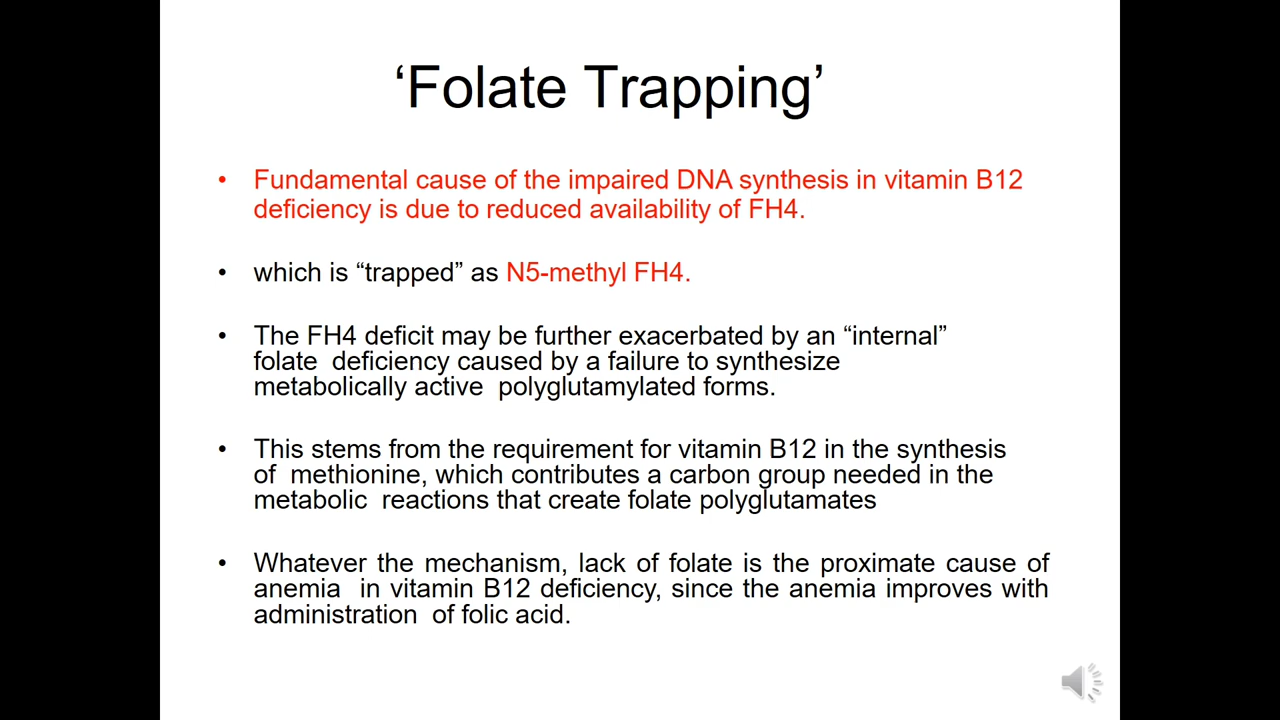 ‘Folate Trapping’
• Fundamental cause of the impaired DNA synthesis in vitamin B12
deficiency is due to reduced availability of FH4.
• which is “trapped” as N5-methyl FH4.
• The FH4 deficit may be further exacerbated by an “internal”
folate deficiency caused by a failure to synthesize
metabolically active polyglutamylated forms.
• This stems from the requirement for vitamin B12 in the synthesis
of methionine, which contributes a carbon group needed in the
metabolic reactions that create folate polyglutamates
• Whatever the mechanism, lack of folate is the proximate cause of
anemia in vitamin B12 deficiency, since the anemia improves with
administration of folic acid.